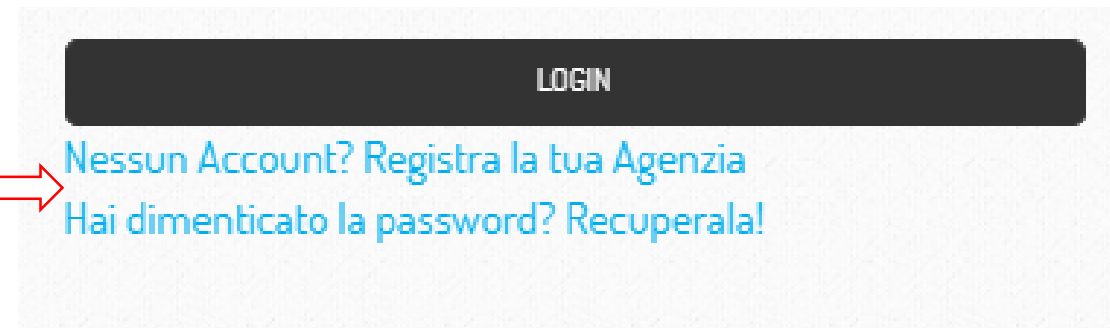 LOGIN
Nessun Account? Registra la tua Agenzia
Hai dimenticato la password? Recuperala!